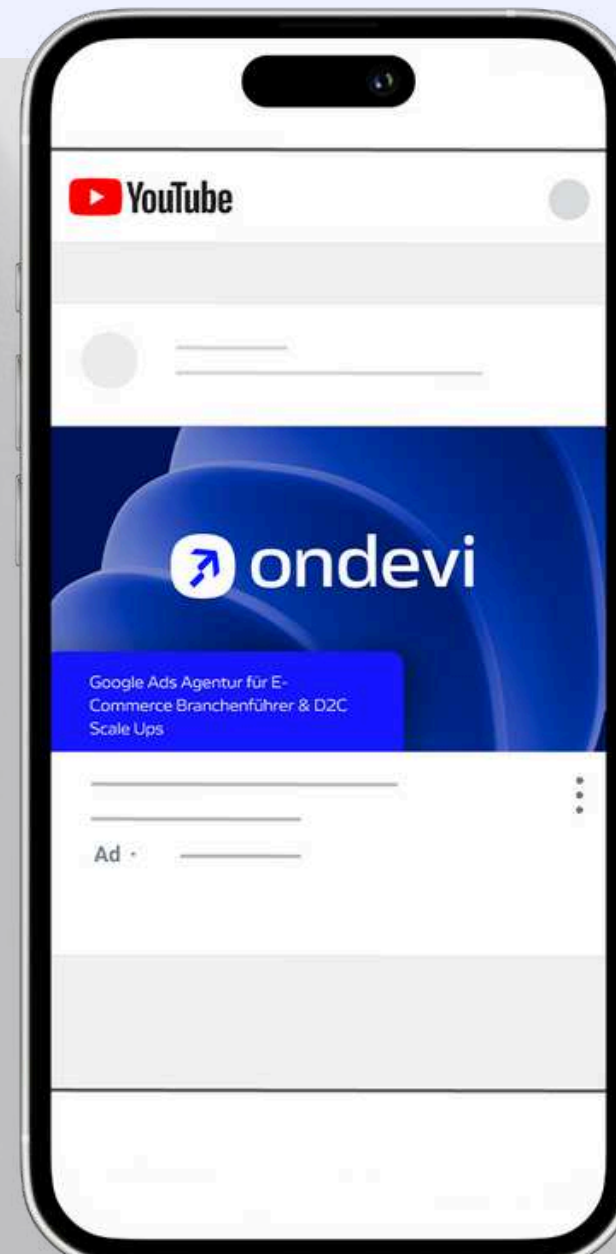 YouTube
ondevi
Google Ads Agentur für E-
Commerce Branchenführer & D2C
Scale Ups
Ad ·